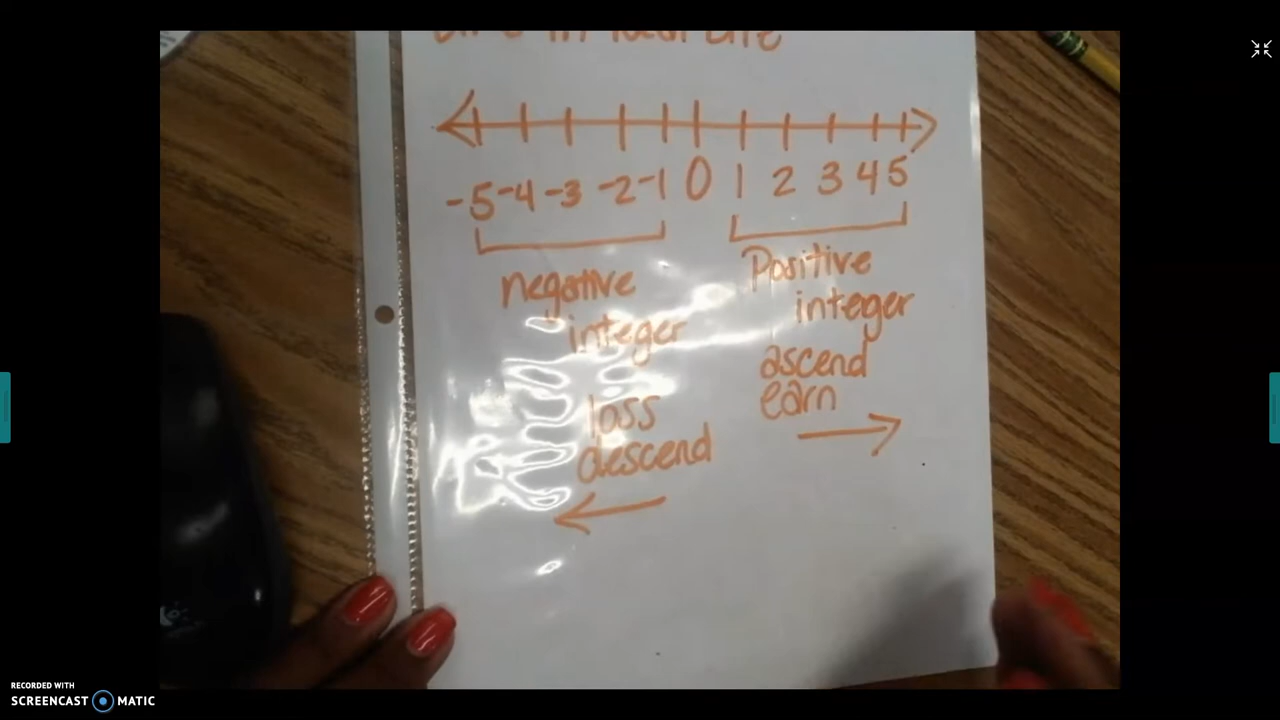 -5 -4 -3 -2 -1 0 1 2 3 4 5
negative
integer
loss
descend
Positive
integer
ascend
earn
RECORDED WITH
SCREENCAST MATIC